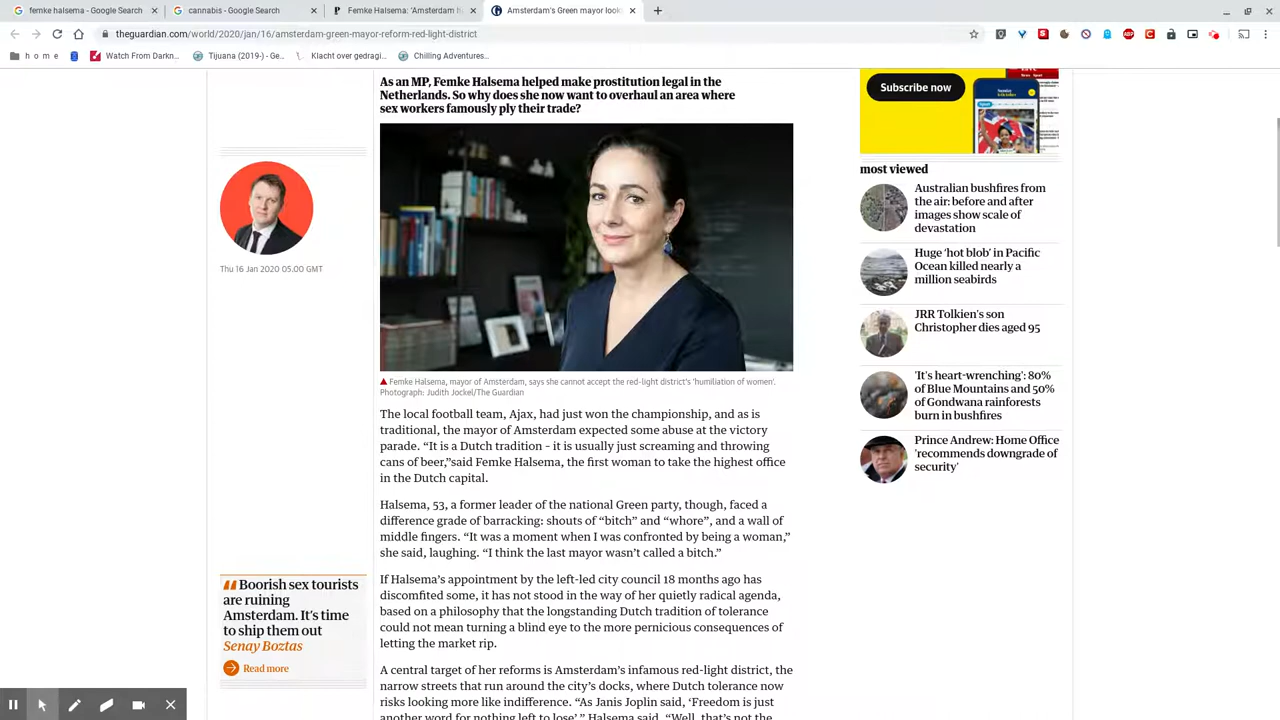 femke halsema - Google Search
cannabis - Google Search
Femke Halsema: 'Amsterdam h
Amsterdam's Green mayor look
theguardian.com/world/2020/jan/16/amsterdam-green-mayor-reform-red-light-district
h o m e
Watch From Darkn...
Tijuana (2019-) - Ge...
Klacht over gedragi...
Chilling Adventures...
As an MP, Femke Halsema helped make prostitution legal in the
Netherlands. So why does she now want to overhaul an area where
sex workers famously ply their trade?
Thu 16 Jan 2020 05.00 GMT
Femke Halsema, mayor of Amsterdam, says she cannot accept the red-light district's 'humiliation of women'.
Photograph: Judith Jockel/The Guardian
The local football team, Ajax, had just won the championship, and as is
traditional, the mayor of Amsterdam expected some abuse at the victory
parade. “It is a Dutch tradition – it is usually just screaming and throwing
cans of beer,”said Femke Halsema, the first woman to take the highest office
in the Dutch capital.
Halsema, 53, a former leader of the national Green party, though, faced a
difference grade of barracking: shouts of “bitch” and “whore”, and a wall of
middle fingers. “It was a moment when I was confronted by being a woman,”
she said, laughing. “I think the last mayor wasn’t called a bitch.”
If Halsema’s appointment by the left-led city council 18 months ago has
discomfited some, it has not stood in the way of her quietly radical agenda,
based on a philosophy that the longstanding Dutch tradition of tolerance
could not mean turning a blind eye to the more pernicious consequences of
letting the market rip.
A central target of her reforms is Amsterdam’s infamous red-light district, the
narrow streets that run around the city’s docks, where Dutch tolerance now
risks looking more like indifference. “As Janis Joplin said, ‘Freedom is just
another word for nothing left to lose’,” Halsema said. “Well, that’s not the
Boorish sex tourists
are ruining
Amsterdam. It’s time
to ship them out
Senay Boztas
Read more
Subscribe now
most viewed
Australian bushfires from
the air: before and after
images show scale of
devastation
Huge ‘hot blob’ in Pacific
Ocean killed nearly a
million seabirds
JRR Tolkien's son
Christopher dies aged 95
'It's heart-wrenching': 80%
of Blue Mountains and 50%
of Gondwana rainforests
burn in bushfires
Prince Andrew: Home Office
'recommends downgrade of
security'